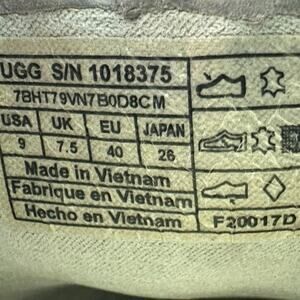 UGG S/N 1018375
7BHT79VN7B0D8CM
USA UK EU JAPAN
9 7.5 40 26
Made in Vietnam
Fabrique en Vietnam
Hecho en Vietnam
F20017D